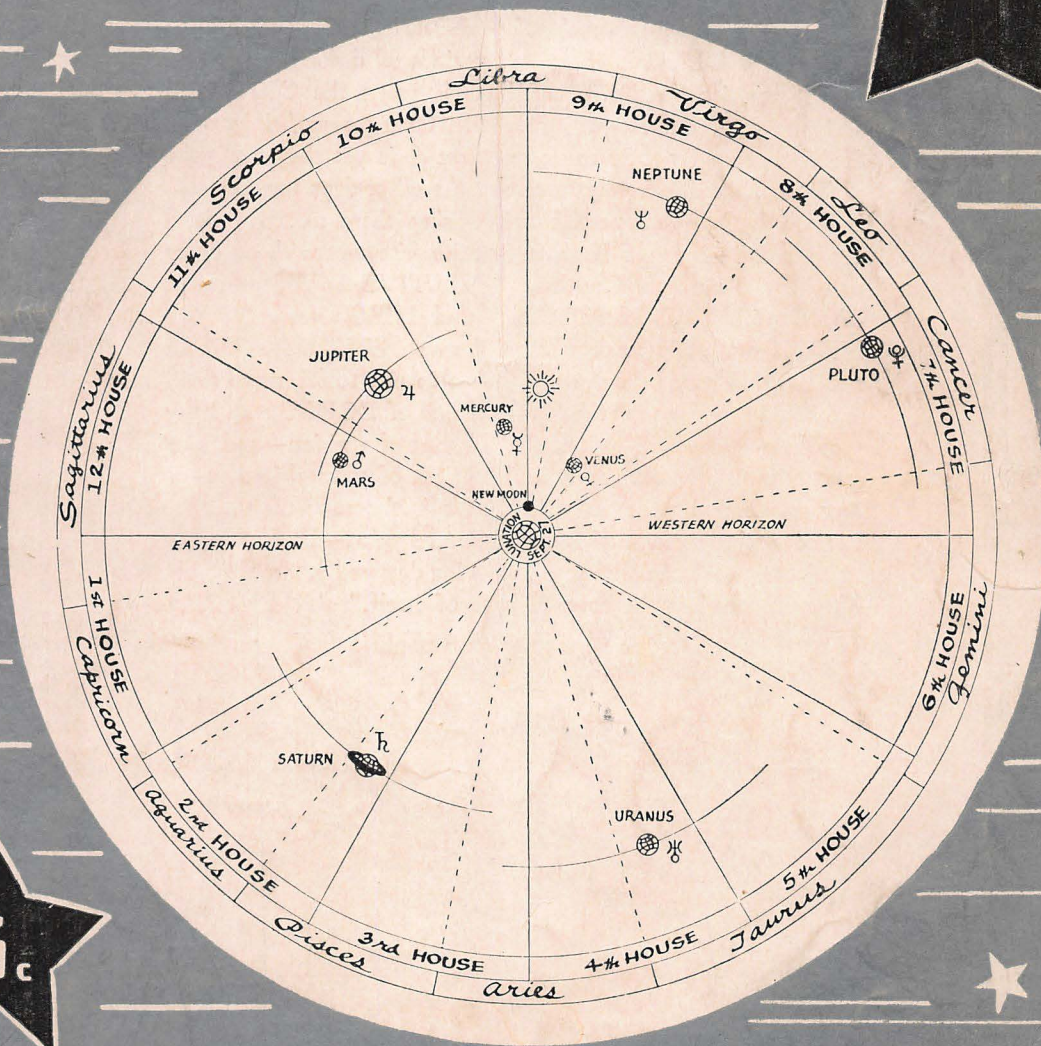 Libra
Virgo
Leo
Cancer
Gemini
Taurus
Aries
Pisces
Aquarius
Capricorn
Sagittarius
Scorpio
10th HOUSE
9th HOUSE
8th HOUSE
7th HOUSE
6th HOUSE
5th HOUSE
4th HOUSE
3rd HOUSE
2nd HOUSE
1st HOUSE
12th HOUSE
11th HOUSE
NEPTUNE
♆
PLUTO
♀
JUPITER
♃
MERCURY
☿
MARS
♂
VENUS
♀
NEW MOON
LUNATION SEPT. 27
EASTERN HORIZON
WESTERN HORIZON
SATURN
♄
URANUS
♅
c